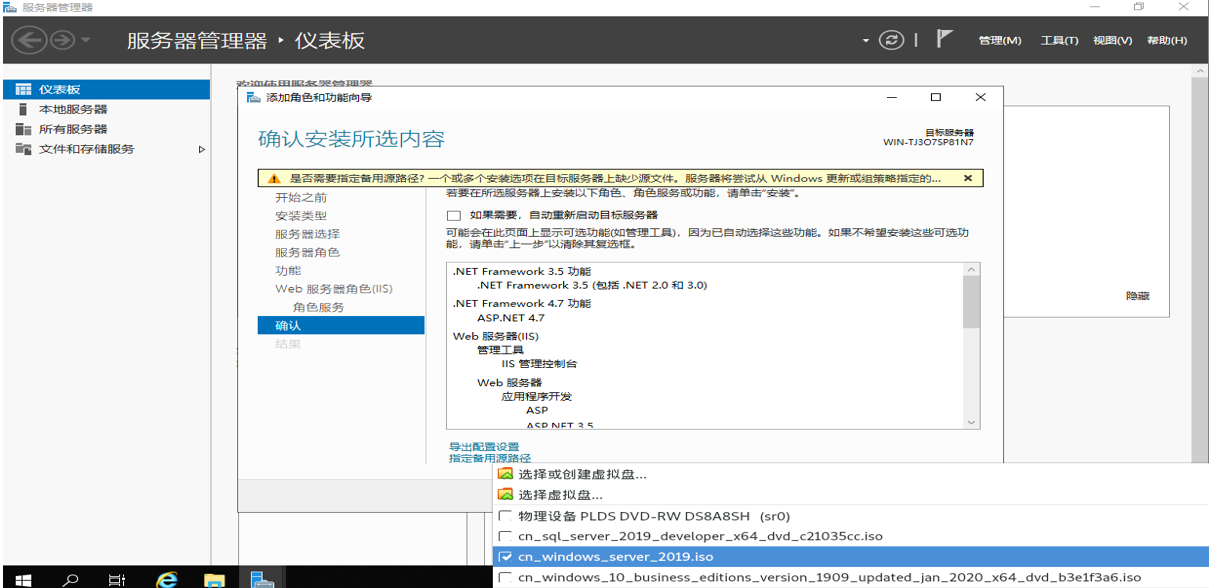 服务器管理器
服务器管理器 · 仪表板
管理(M) 工具(T) 视图(V) 帮助(H)
仪表板
本地服务器
所有服务器
文件和存储服务
欢迎使用服务器管理器
添加角色和功能向导
确认安装所选内容
目标服务器
WIN-TJ3O7SP81N7
是否需要指定备用源路径? 一个或多个安装选项在目标服务器上缺少源文件。服务器将尝试从 Windows 更新或组策略指定的...
开始之前
安装类型
服务器选择
服务器角色
功能
Web 服务器角色(IIS)
角色服务
确认
结果
若要在所选服务器上安装以下角色、角色服务或功能，请单击"安装"。
如果需要，自动重新启动目标服务器
可能会在此页面上显示可选功能(如管理工具)，因为已自动选择这些功能。如果不希望安装这些可选功
能，请单击"上一步"以清除其复选框。
.NET Framework 3.5 功能
.NET Framework 3.5 (包括 .NET 2.0 和 3.0)
.NET Framework 4.7 功能
ASP.NET 4.7
Web 服务器(IIS)
管理工具
IIS 管理控制台
Web 服务器
应用程序开发
ASP
ASP.NET 3.5
导出配置设置
指定备用源路径
隐藏
选择或创建虚拟盘...
选择虚拟盘...
物理设备 PLDS DVD-RW DS8A8SH (sr0)
cn_sql_server_2019_developer_x64_dvd_c21035cc.iso
cn_windows_server_2019.iso
cn_windows_10_business_editions_version_1909_updated_jan_2020_x64_dvd_b3e1f3a6.iso